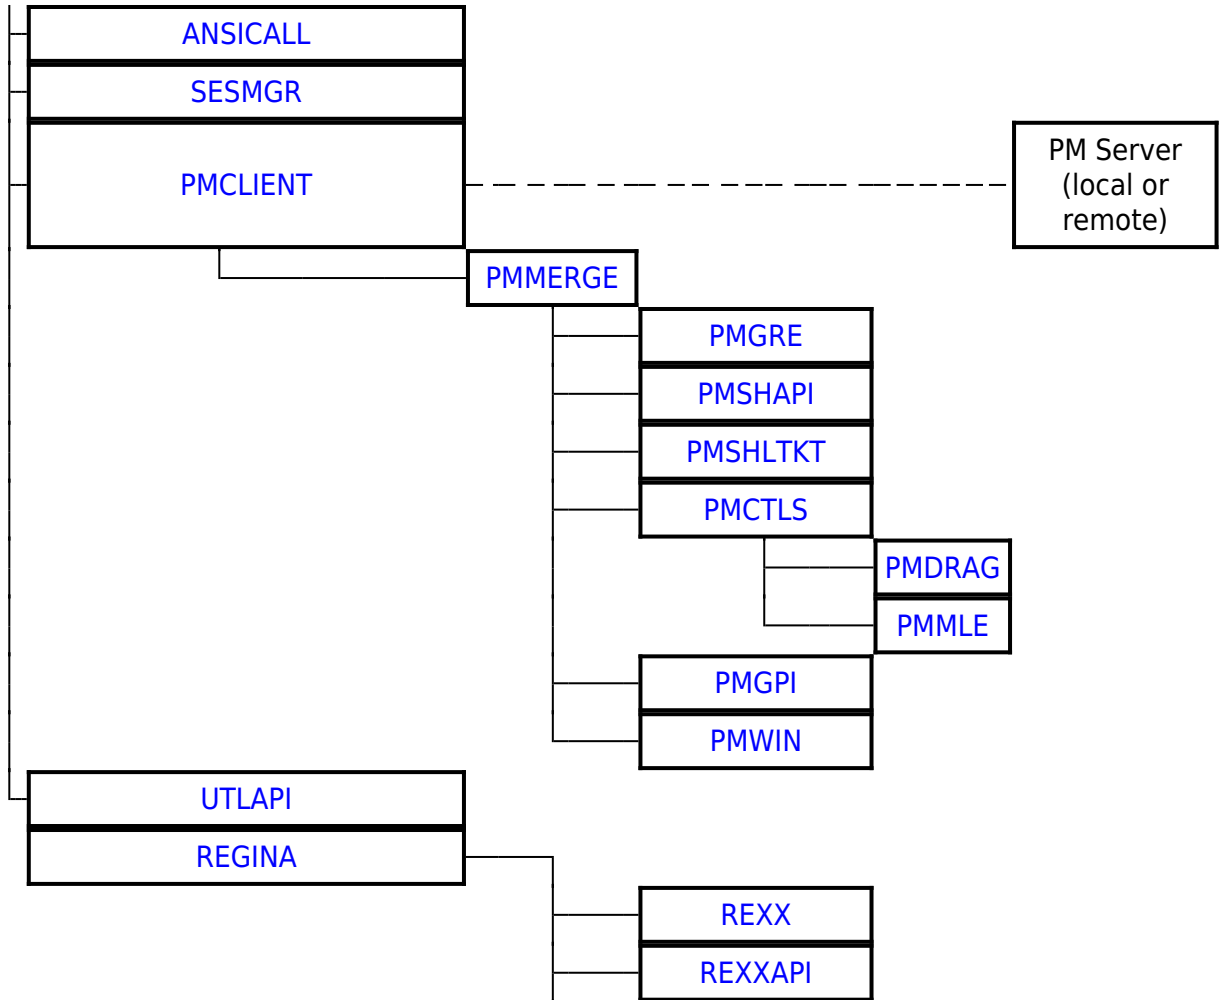 ANSICALL
SESMGR
PMCLIENT
PM Server
(local or
remote)
PMMERGE
PMGRE
PMSHAPI
PMSHLTKT
PMCTLS
PMDRAG
PMMLE
PMGPI
PMWIN
UTLAPI
REGINA
REXX
REXXAPI